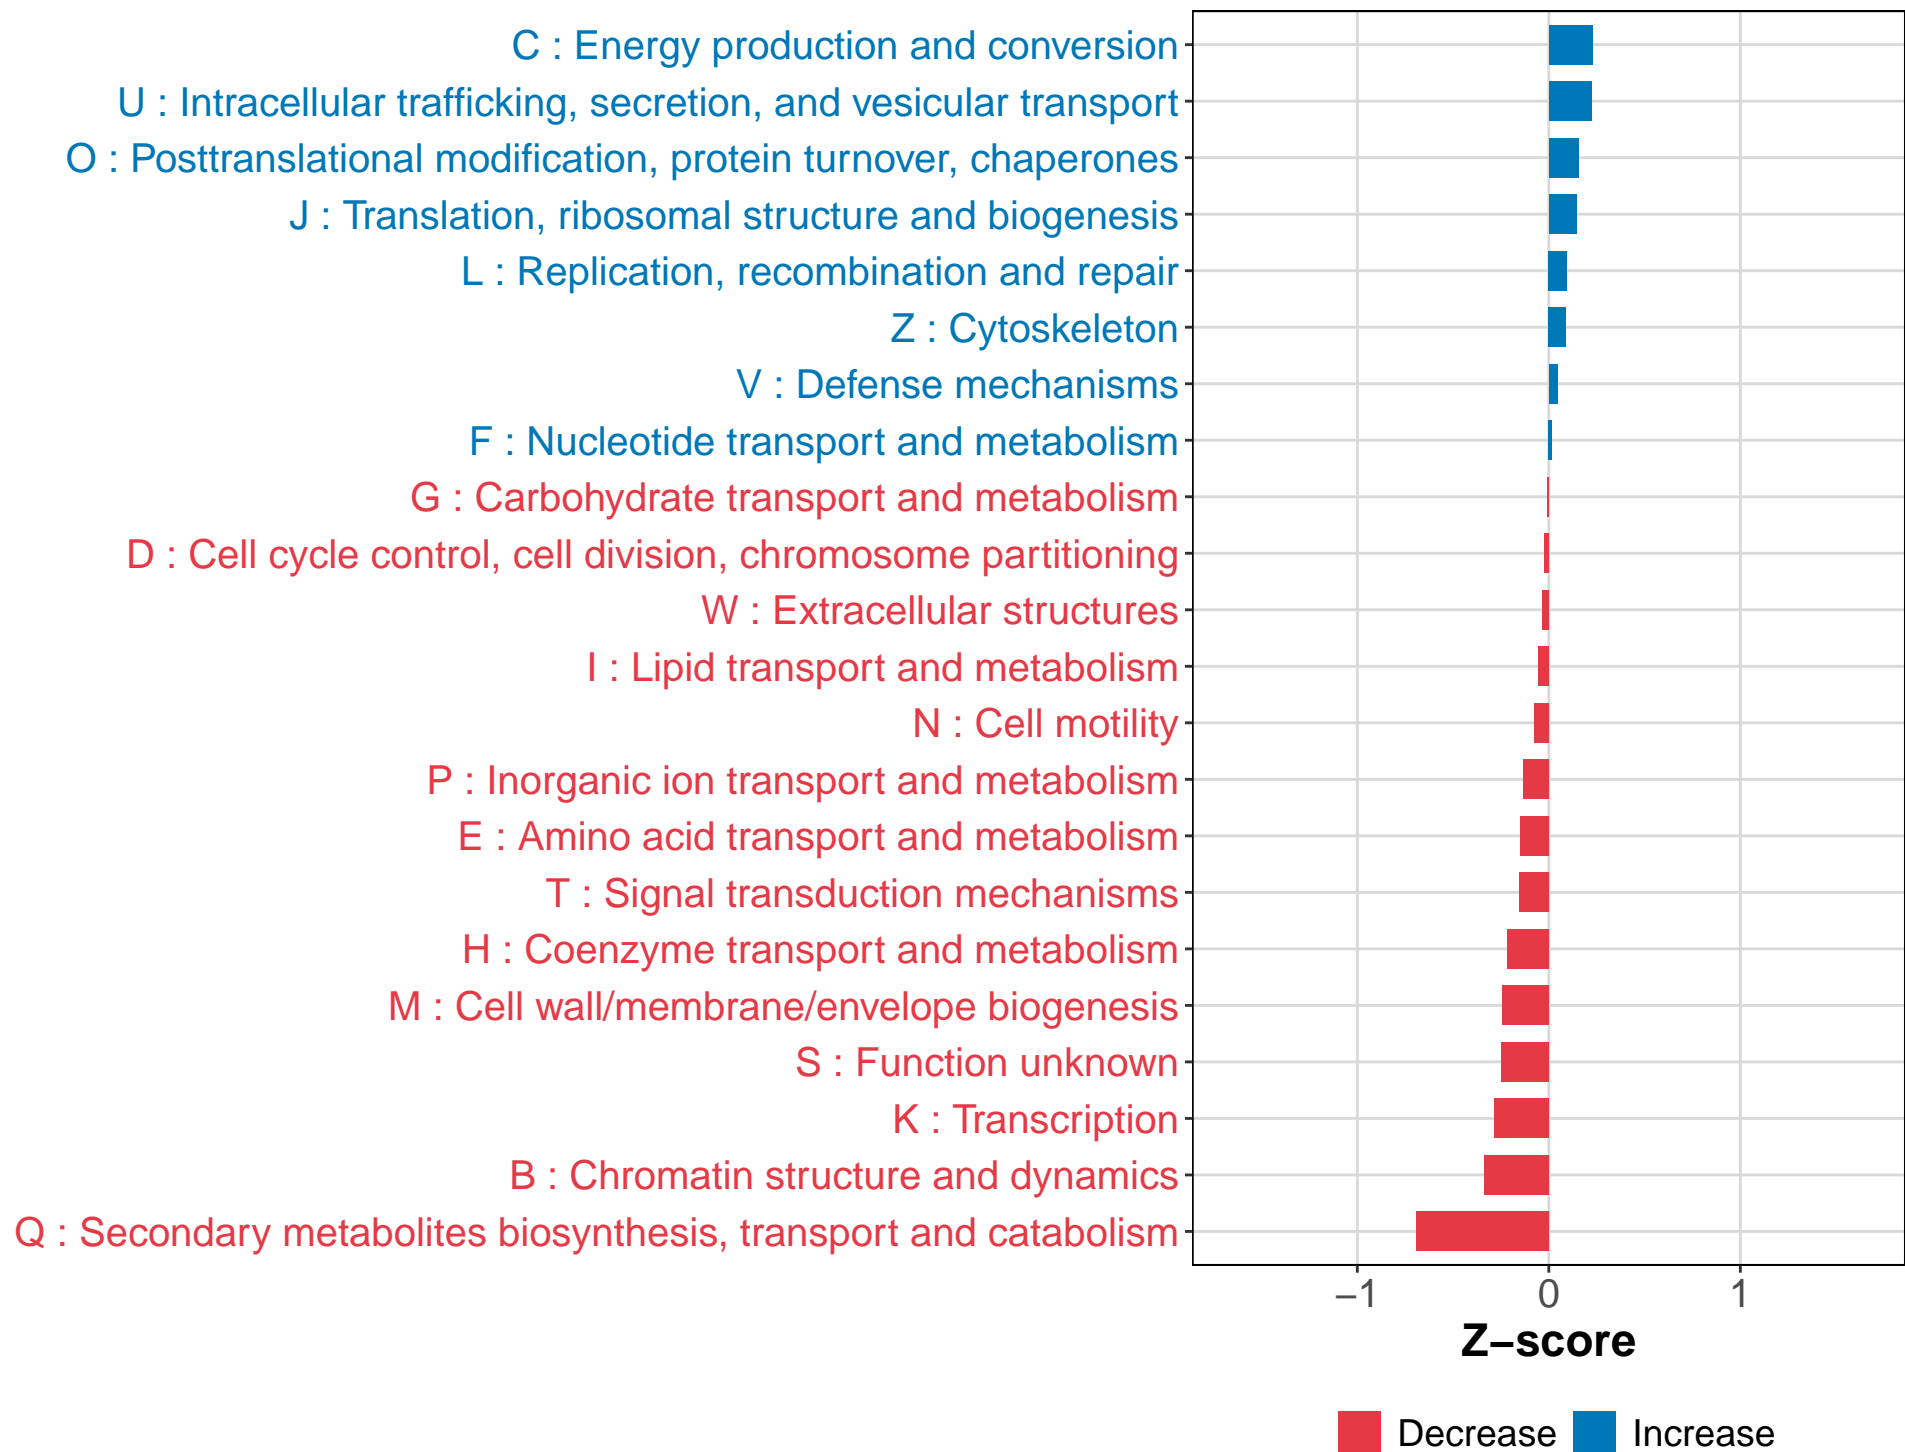 C : Energy production and conversion
U : Intracellular trafficking, secretion, and vesicular transport
O : Posttranslational modification, protein turnover, chaperones
J : Translation, ribosomal structure and biogenesis
L : Replication, recombination and repair
Z : Cytoskeleton
V : Defense mechanisms
F : Nucleotide transport and metabolism
G : Carbohydrate transport and metabolism
D : Cell cycle control, cell division, chromosome partitioning
W : Extracellular structures
I : Lipid transport and metabolism
N : Cell motility
P : Inorganic ion transport and metabolism
E : Amino acid transport and metabolism
T : Signal transduction mechanisms
H : Coenzyme transport and metabolism
M : Cell wall/membrane/envelope biogenesis
S : Function unknown
K : Transcription
B : Chromatin structure and dynamics
Q : Secondary metabolites biosynthesis, transport and catabolism
−1 0 1
Z−score
Decrease Increase